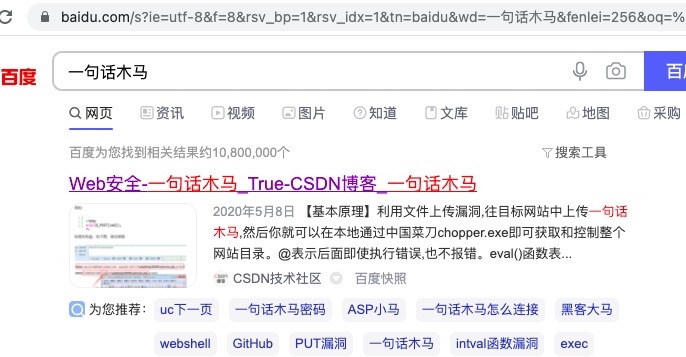 baidu.com/s?ie=utf-8&f=8&rsv_bp=1&rsv_idx=1&tn=baidu&wd=一句话木马&fenlei=256&oq=%
百度 一句话木马 百
网页 资讯 视频 图片 知道 文库 贴吧 地图 采购
百度为您找到相关结果约10,800,000个 搜索工具
Web安全-一句话木马_True-CSDN博客_一句话木马
2020年5月8日 【基本原理】利用文件上传漏洞,往目标网站中上传一句话
木马,然后你就可以在本地通过中国菜刀chopper.exe即可获取和控制整个
网站目录。@表示后面即使执行错误,也不报错。eval()函数表...
CSDN技术社区 百度快照
为您推荐: uc下一页 一句话木马密码 ASP小马 一句话木马怎么连接 黑客大马
webshell GitHub PUT漏洞 一句话木马 intval函数漏洞 exec